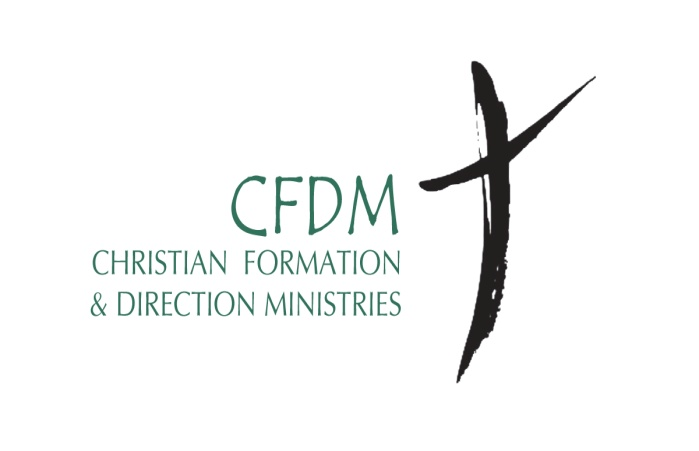 CFDM
CHRISTIAN FORMATION
& DIRECTION MINISTRIES